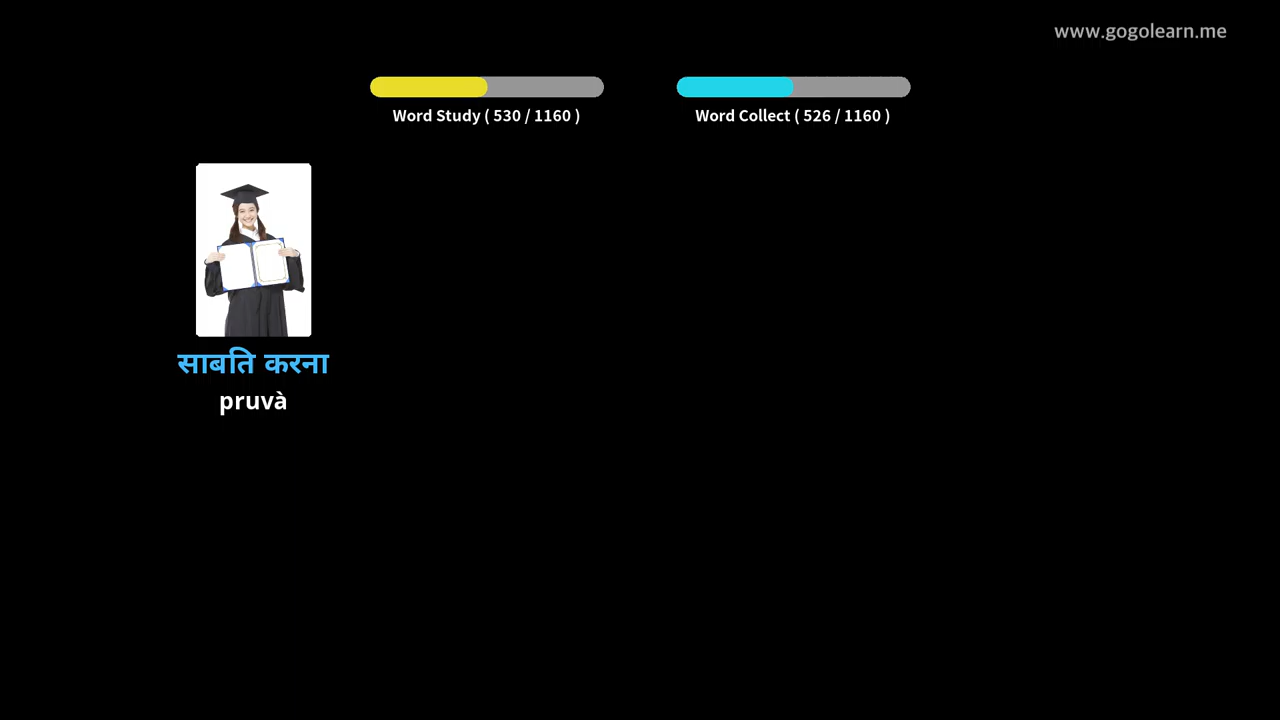 www.gogolearn.me
Word Study ( 530 / 1160 )
Word Collect ( 526 / 1160 )
साबति करना
pruvà